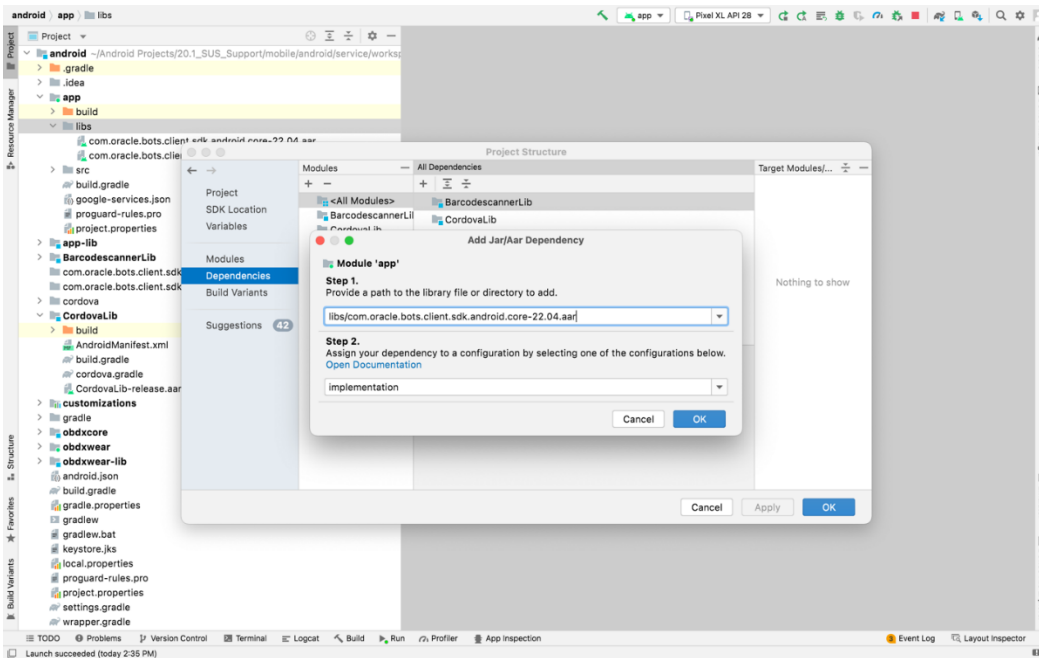 android app libs
app
Pixel XL API 28
Project
android ~/Android Projects/20.1_SUS_Support/mobile/android/service/worksp
.gradle
.idea
app
build
libs
com.oracle.bots.client.sdk.android.core-22.04.aar
com.oracle.bots.clie
src
build.gradle
google-services.json
proguard-rules.pro
project.properties
app-lib
BarcodescannerLib
com.oracle.bots.client.sdk
com.oracle.bots.client.sdk
cordova
CordovaLib
build
AndroidManifest.xml
build.gradle
cordova.gradle
CordovaLib-release.aar
customizations
gradle
obdxcore
obdxwear
obdxwear-lib
android.json
build.gradle
gradle.properties
gradlew
gradlew.bat
keystore.jks
local.properties
proguard-rules.pro
project.properties
settings.gradle
wrapper.gradle
Project
Resource Manager
Structure
Favorites
Build Variants
Project Structure
Project
SDK Location
Variables
Modules
Dependencies
Build Variants
Suggestions 42
Modules
<All Modules>
BarcodescannerLil
CordovaLib
All Dependencies
BarcodescannerLib
CordovaLib
Target Modules/...
Nothing to show
Add Jar/Aar Dependency
Module 'app'
Step 1.
Provide a path to the library file or directory to add.
libs/com.oracle.bots.client.sdk.android.core-22.04.aar
Step 2.
Assign your dependency to a configuration by selecting one of the configurations below.
Open Documentation
implementation
Cancel OK
Cancel Apply OK
TODO Problems Version Control Terminal Logcat Build Run Profiler App Inspection 3 Event Log Layout Inspector
Launch succeeded (today 2:35 PM)